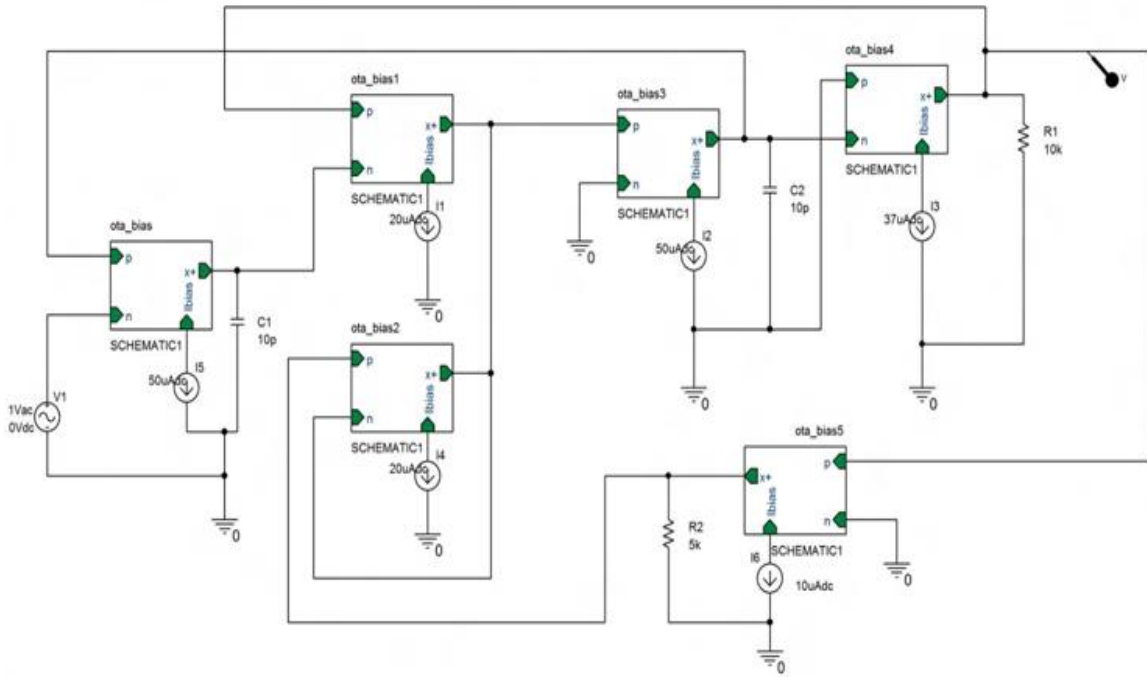 ota_bias4
ota_bias1
ota_bias3
p
x+
n
Ibias
V
R1
10k
p
x+
n
Ibias
SCHEMATIC1
I1
20uAdc
0
p
x+
n
Ibias
SCHEMATIC1
I2
50uAdc
0
0
C2
10p
SCHEMATIC1
I3
37uAdc
0
ota_bias
p
x+
n
Ibias
SCHEMATIC1
C1
10p
I5
50uAdc
V1
1Vac
0Vdc
0
ota_bias2
p
x+
n
Ibias
SCHEMATIC1
I4
20uAdc
0
ota_bias5
x+
p
n
Ibias
SCHEMATIC1
R2
5k
I6
10uAdc
0
0